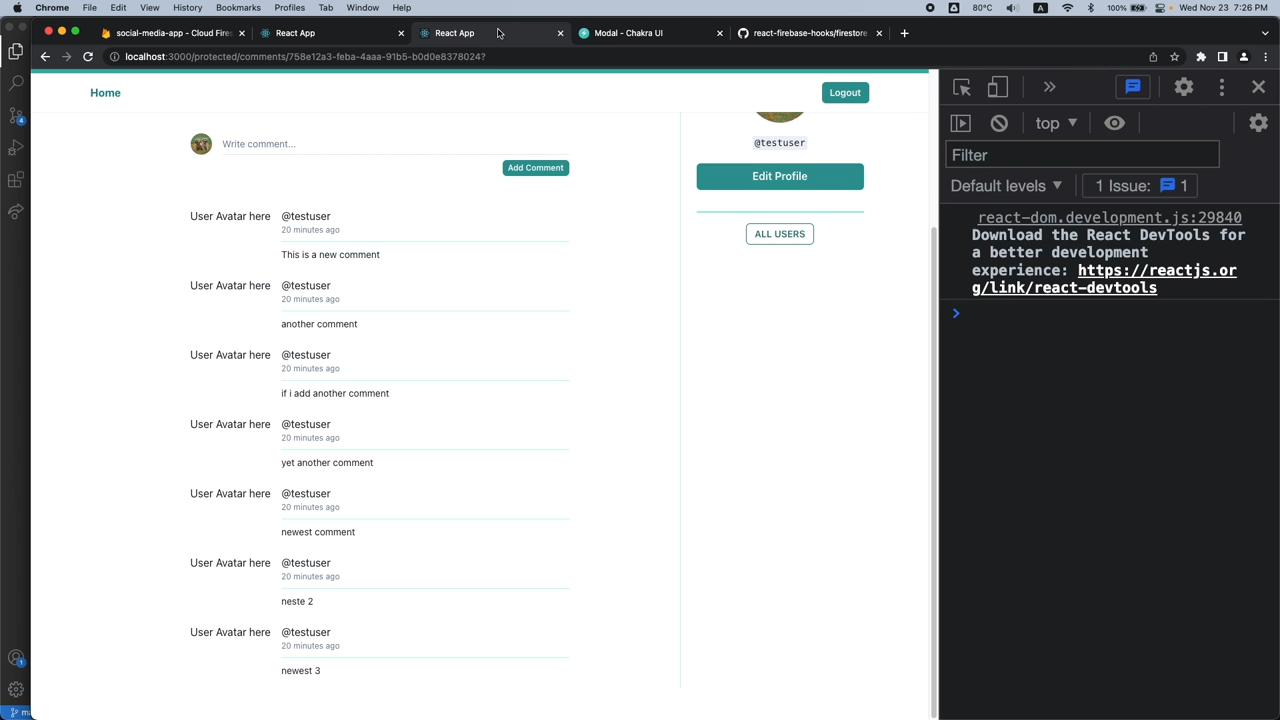 Chrome File Edit View History Bookmarks Profiles Tab Window Help
A 80°C A 100% Wed Nov 23 7:26 PM
social-media-app - Cloud Fires React App React App Modal - Chakra UI react-firebase-hooks/firestore
localhost:3000/protected/comments/758e12a3-feba-4aaa-91b5-b0d0e8378024?
Home
Logout
Write comment...
Add Comment
User Avatar here @testuser
20 minutes ago
This is a new comment
User Avatar here @testuser
20 minutes ago
another comment
User Avatar here @testuser
20 minutes ago
if i add another comment
User Avatar here @testuser
20 minutes ago
yet another comment
User Avatar here @testuser
20 minutes ago
newest comment
User Avatar here @testuser
20 minutes ago
neste 2
User Avatar here @testuser
20 minutes ago
newest 3
@testuser
Edit Profile
ALL USERS
top
Filter
Default levels 1 Issue: 1
react-dom.development.js:29840
Download the React DevTools for
a better development
experience: https://reactjs.or
g/link/react-devtools
4
1